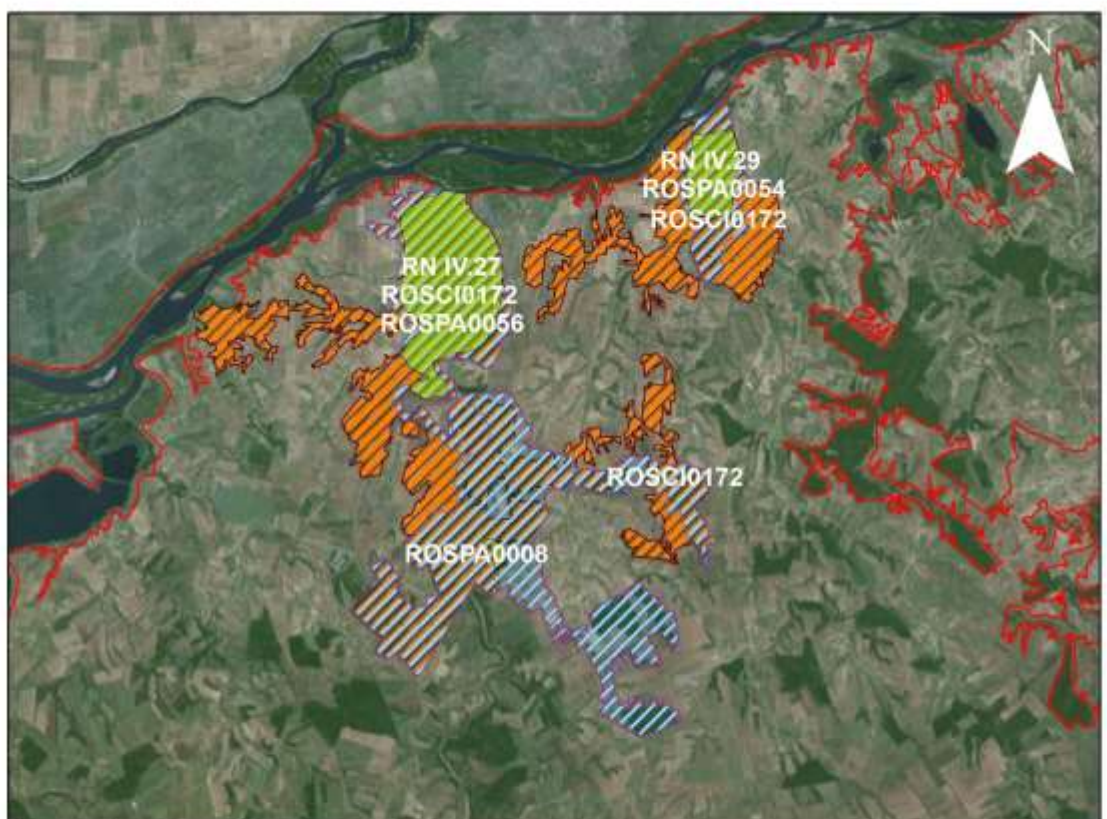 N
RN IV.29
ROSPA0054
ROSCI0172
RN IV.27
ROSCI0172
ROSPA0056
ROSCI0172
ROSPA0008